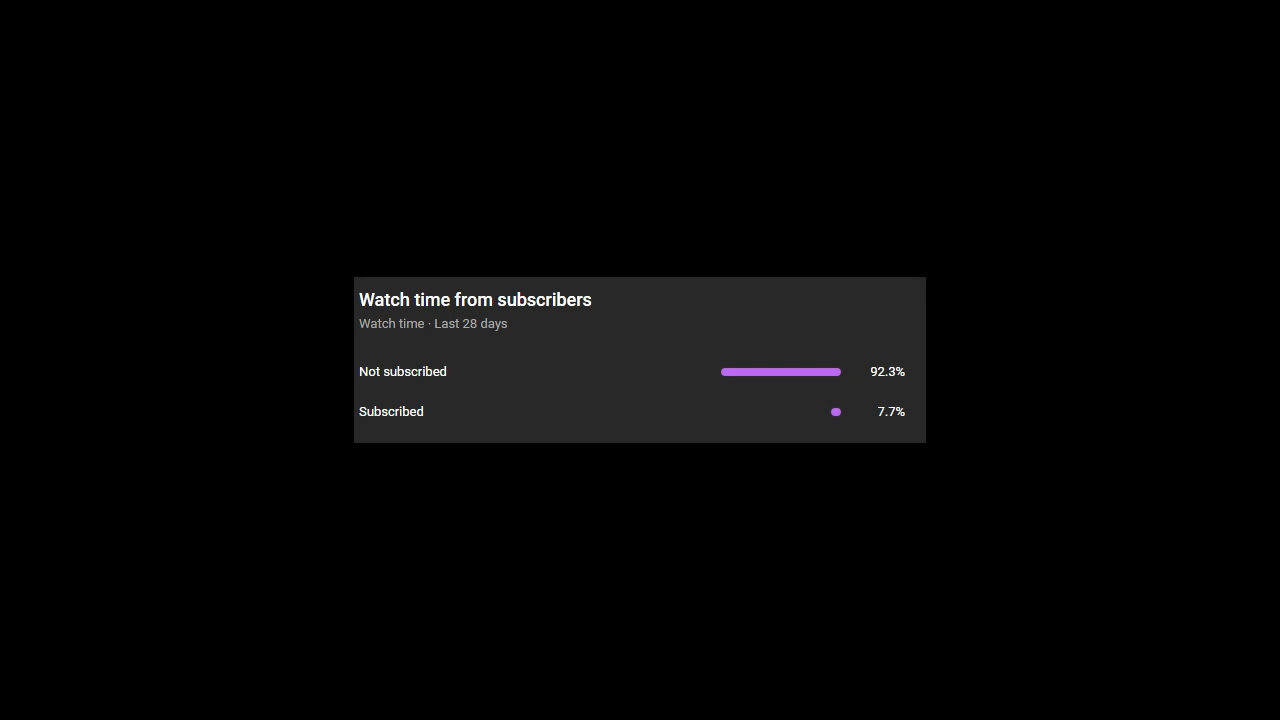 Watch time from subscribers
Watch time · Last 28 days
Not subscribed 92.3%
Subscribed 7.7%